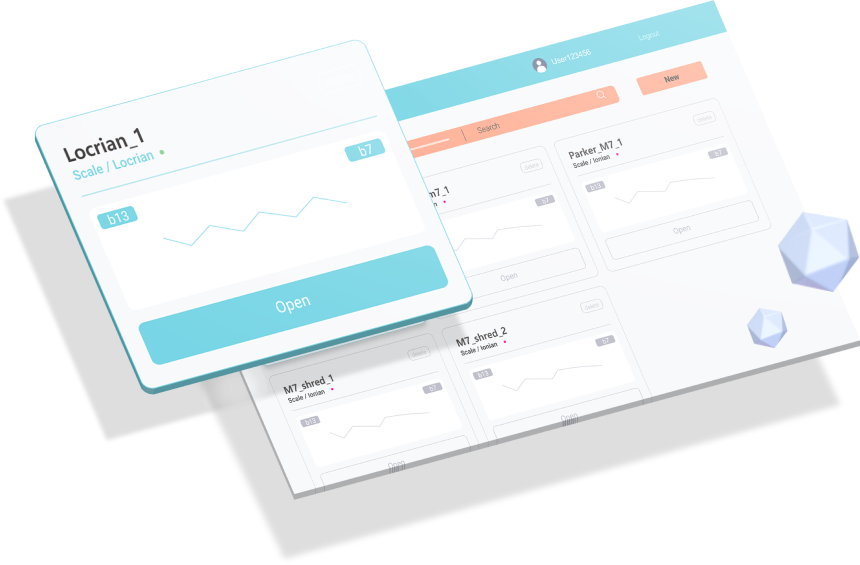 User123456
Logout
Search
New
Locrian_1
Scale / Locrian
b13
b7
Open
m7_1
b7
Open
Parker_M7_1
Scale / Ionian
b13
b7
Open
M7_shred_1
Scale / Ionian
b13
b7
Open
M7_shred_2
Scale / Ionian
b13
b7
Open